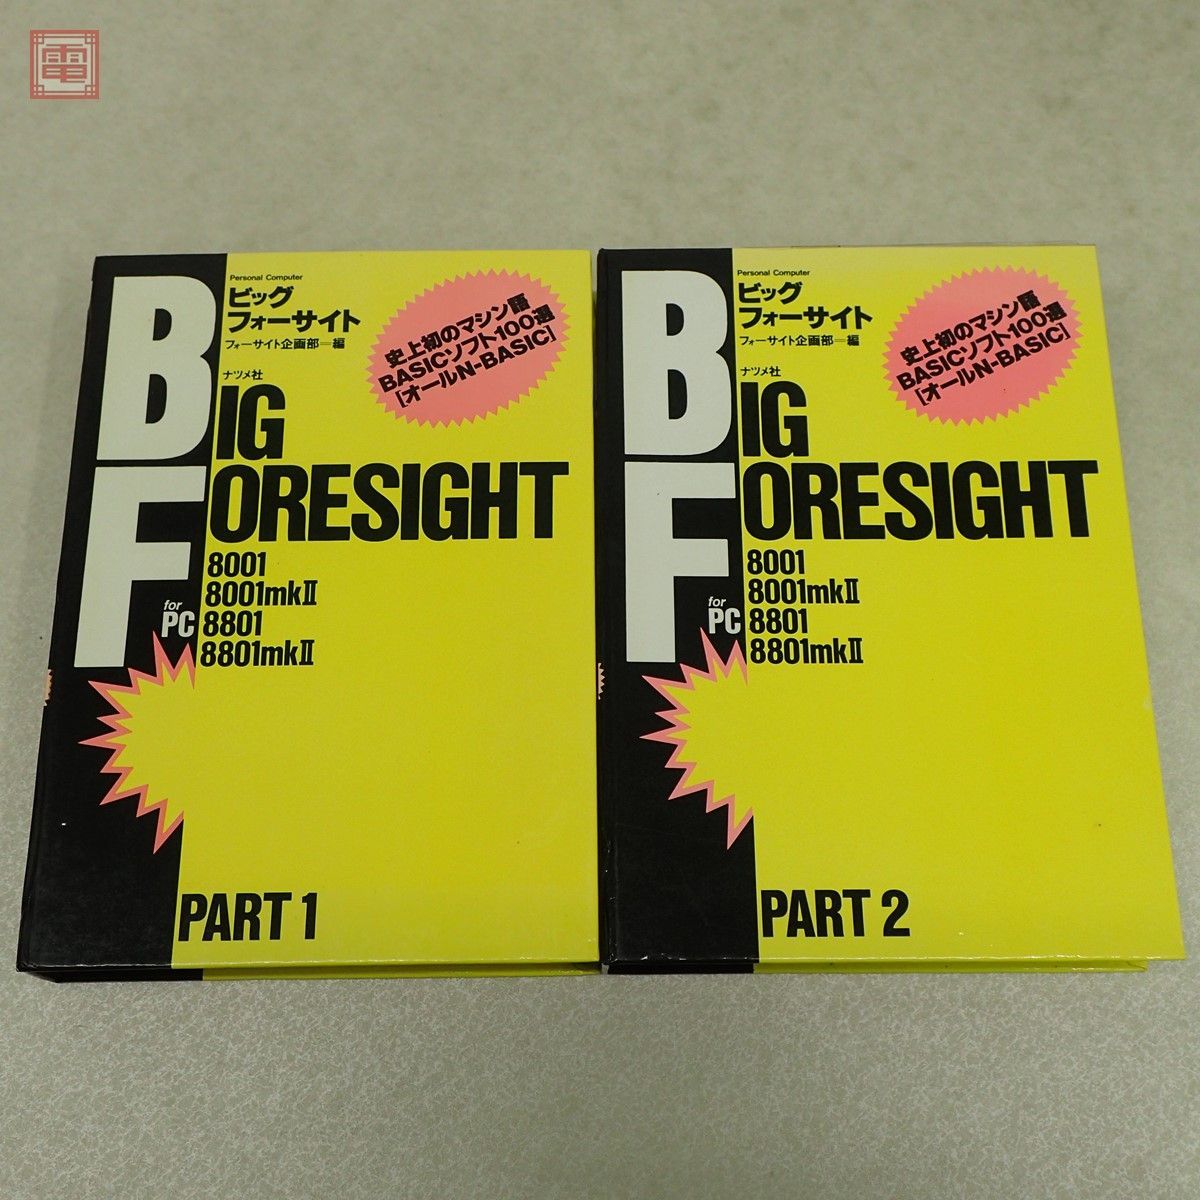 電
Personal Computer
ビッグ
フォーサイト
フォーサイト企画部=編
ナツメ社
史上初のマシン語
BASICソフト100選
[オールN-BASIC]
BIG
FORESIGHT
for PC
8001
8001mkⅡ
8801
8801mkⅡ
PART 1
Personal Computer
ビッグ
フォーサイト
フォーサイト企画部=編
ナツメ社
史上初のマシン語
BASICソフト100選
[オールN-BASIC]
BIG
FORESIGHT
for PC
8001
8001mkⅡ
8801
8801mkⅡ
PART 2